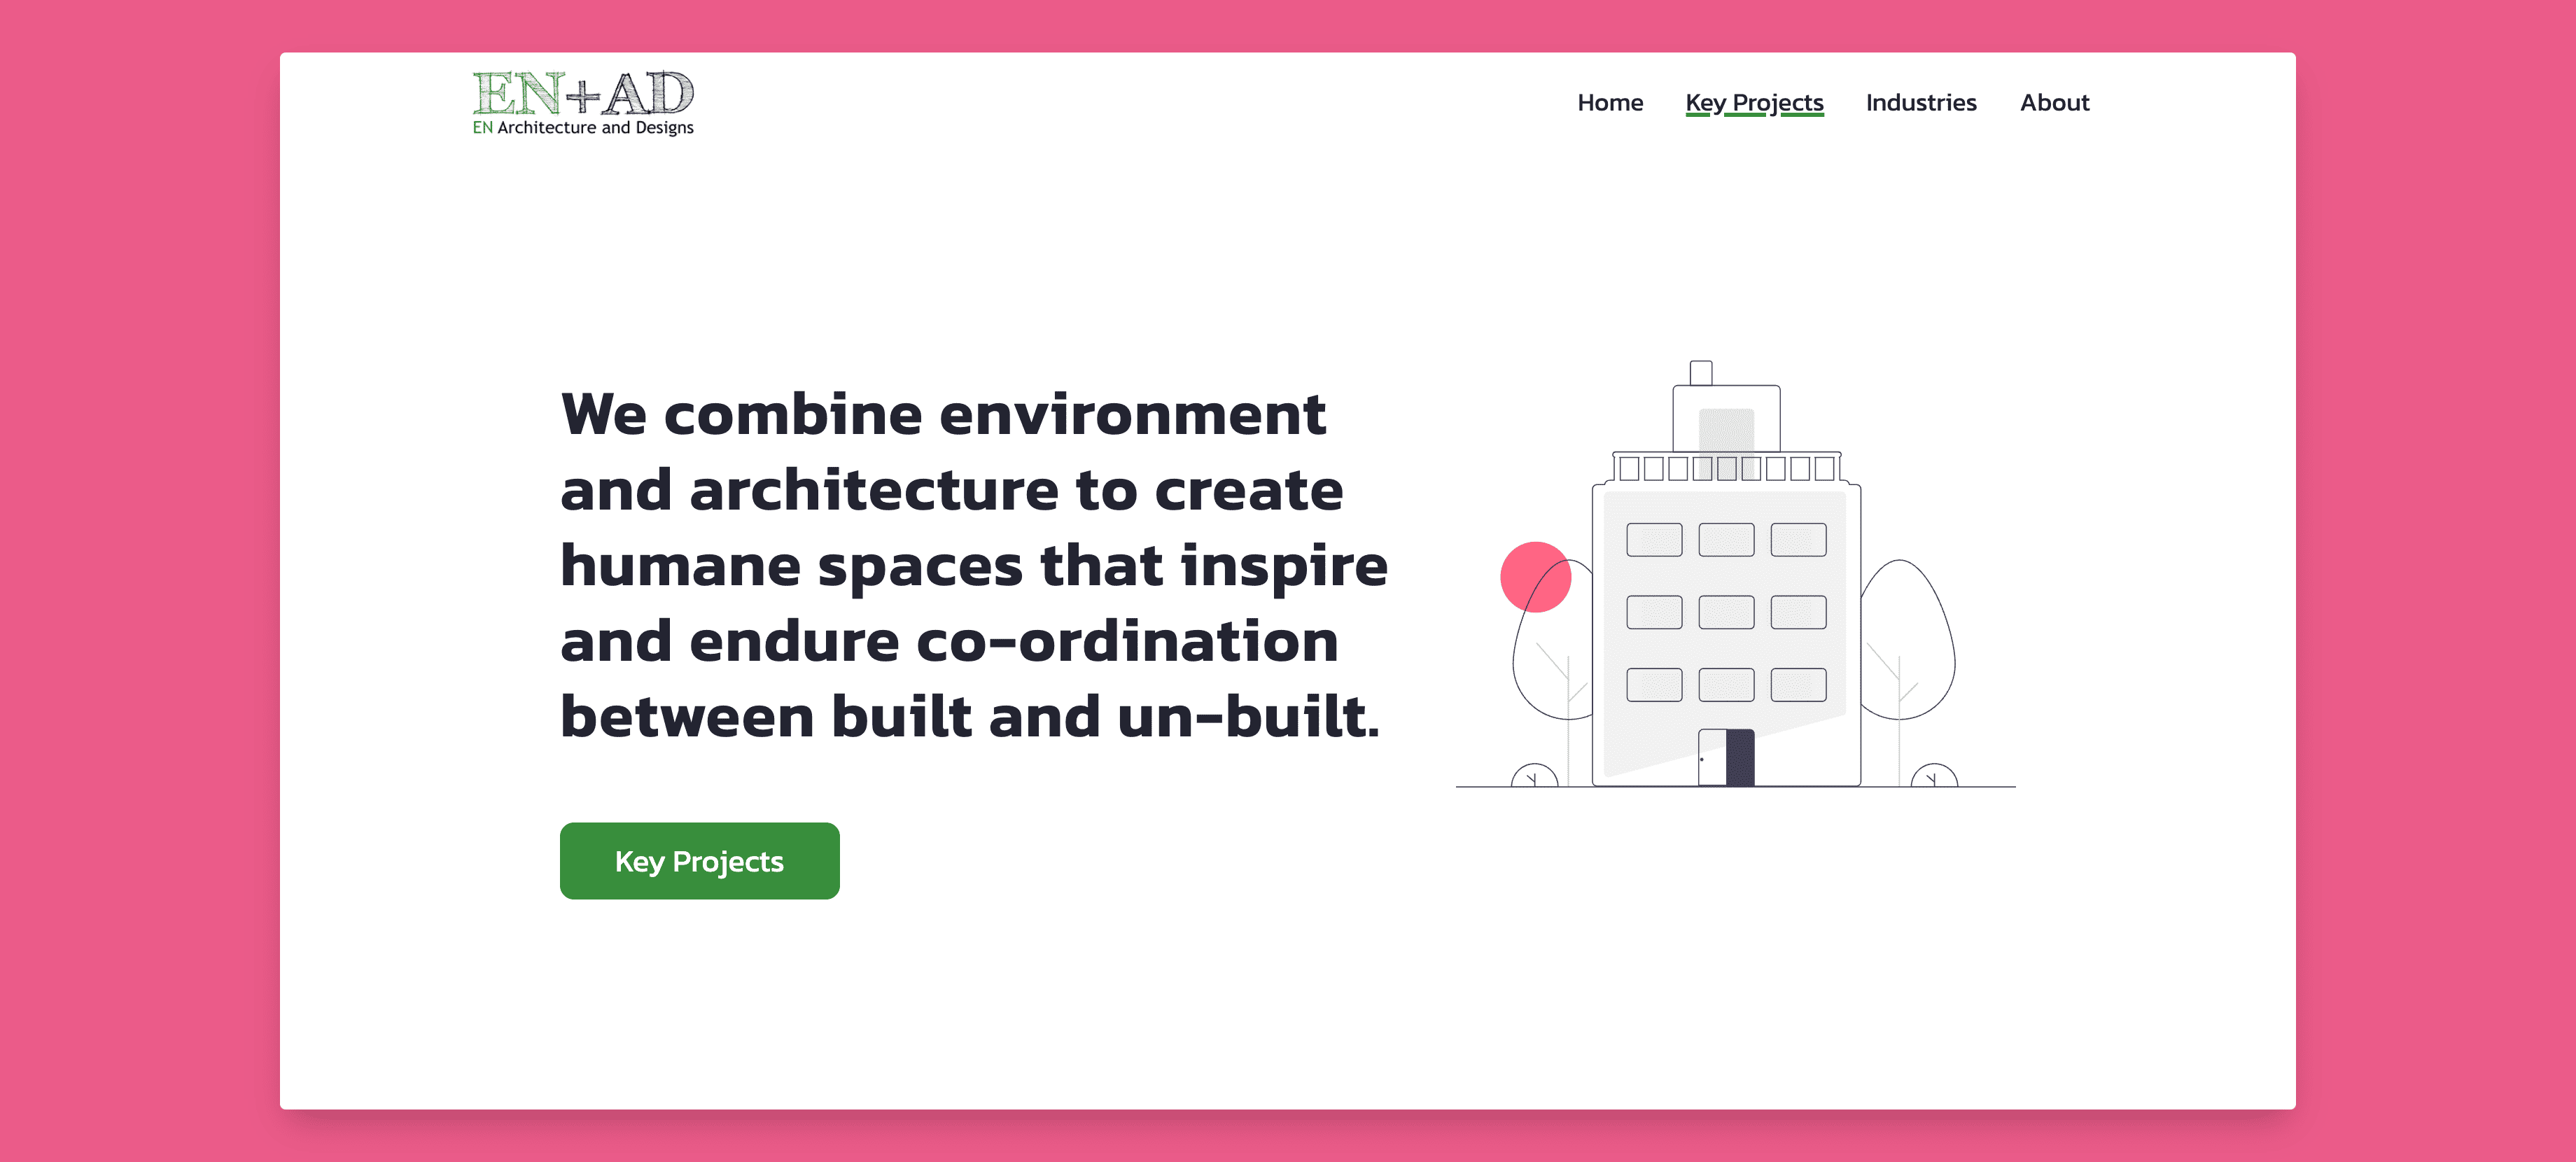 EN+AD
EN Architecture and Designs
Home Key Projects Industries About
We combine environment
and architecture to create
humane spaces that inspire
and endure co-ordination
between built and un-built.
Key Projects